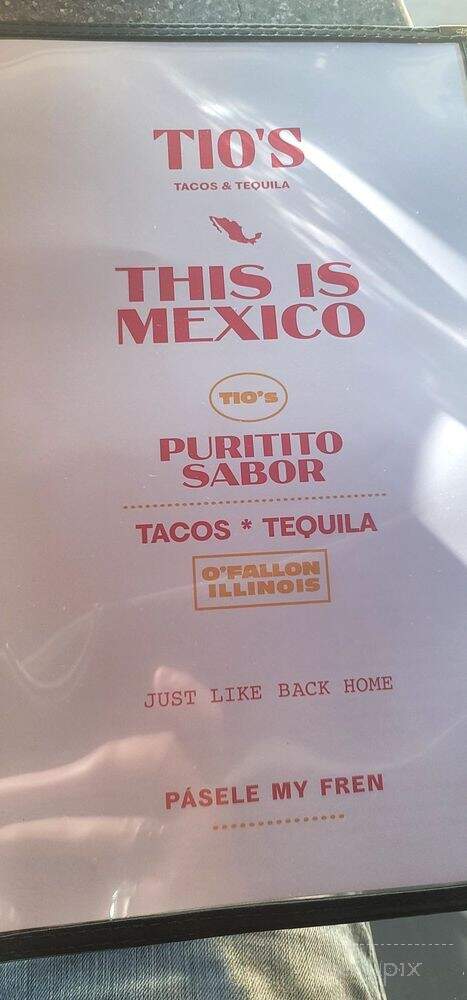 TIO'S
TACOS & TEQUILA
THIS IS
MEXICO
TIO'S
PURITITO
SABOR
TACOS * TEQUILA
O'FALLON
ILLINOIS
JUST LIKE BACK HOME
PÁSELE MY FREN